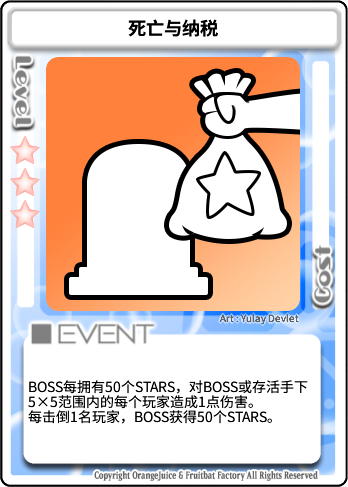 死亡与纳税
Level
Cost
Art : Yulay Devlet
EVENT
BOSS每拥有50个STARS，对BOSS或存活手下
5×5范围内的每个玩家造成1点伤害。
每击倒1名玩家，BOSS获得50个STARS。
Copyright OrangeJuice & Fruitbat Factory All Rights Reserved